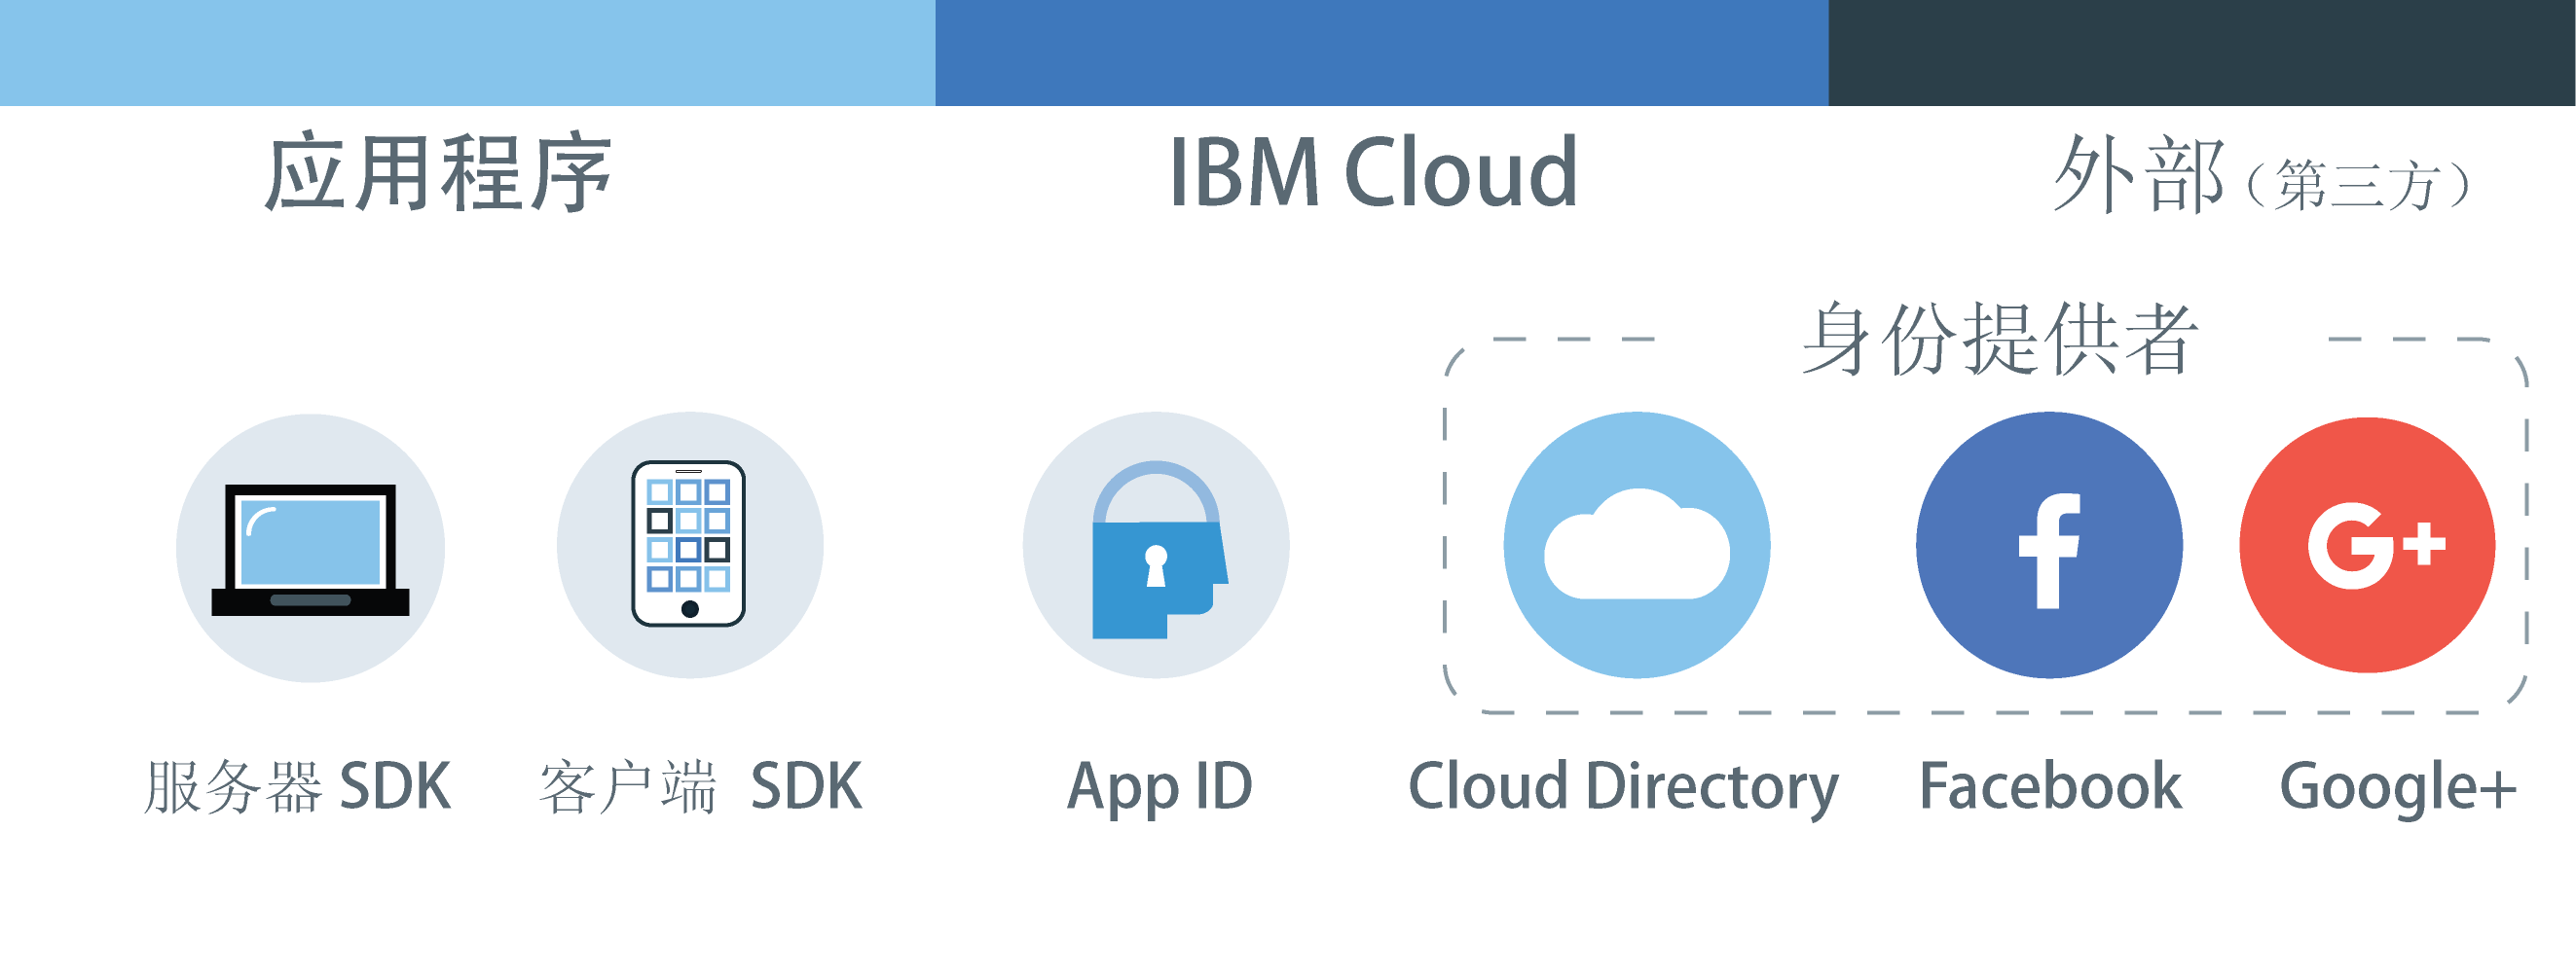 应用程序
IBM Cloud
外部（第三方）
身份提供者
服务器 SDK
客户端 SDK
App ID
Cloud Directory
Facebook
Google+